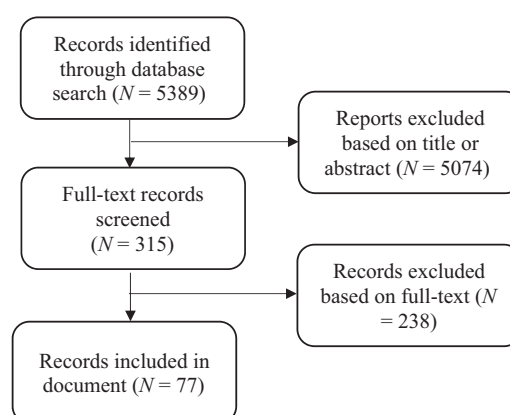 Records identified
through database
search (N = 5389)
Reports excluded
based on title or
abstract (N = 5074)
Full-text records
screened
(N = 315)
Records excluded
based on full-text (N
= 238)
Records included in
document (N = 77)